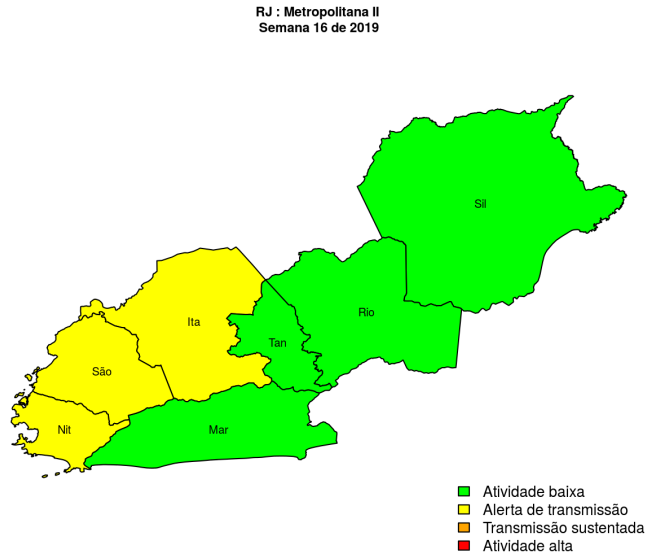 RJ : Metropolitana II
Semana 16 de 2019
Sil
Rio
Ita
Tan
São
Nit
Mar
Atividade baixa
Alerta de transmissão
Transmissão sustentada
Atividade alta